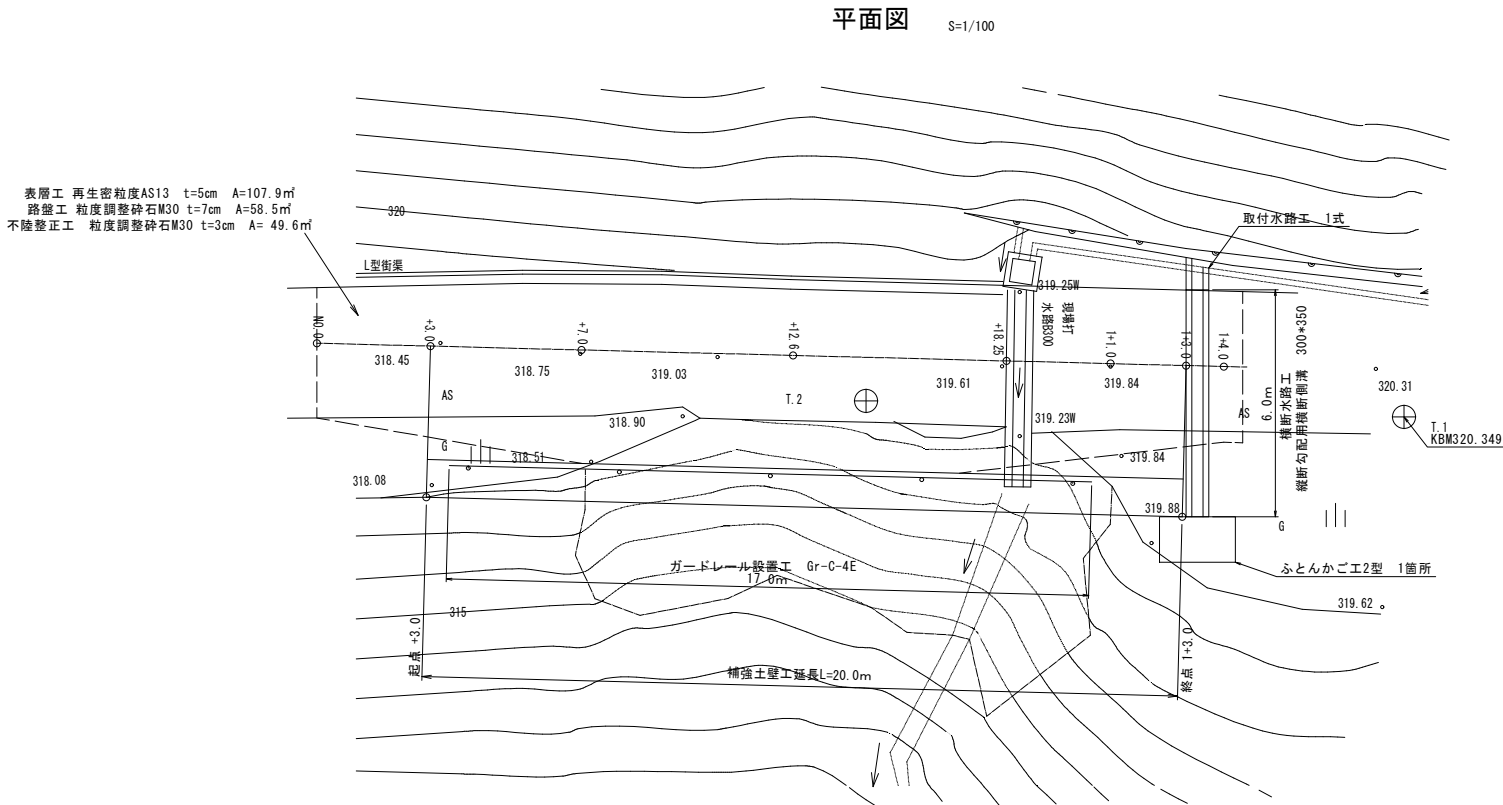 平面図 S=1/100
表層工 再生密粒度AS13 t=5cm A=107.9㎡
路盤工 粒度調整砕石M30 t=7cm A=58.5㎡
不陸整正工 粒度調整砕石M30 t=3cm A= 49.6㎡
320
取付水路工 1式
L型街渠
319.25W
現場打
水路B300
NO.0
+3.0
+7.0
+12.6
+18.25
1+1.0
1+3.0
1+4.0
318.45
318.75
319.03
319.61
319.84
320.31
6.0m
横断水路工
縦断勾配用横断側溝 300*350
AS
T.2
318.90
319.23W
AS
T.1
KBM320.349
G
318.51
319.84
318.08
319.88
G
ガードレール設置工 Gr-C-4E
17.0m
ふとんかご工2型 1箇所
315
319.62
起点 +3.0
補強土壁工延長L=20.0m
終点 1+3.0